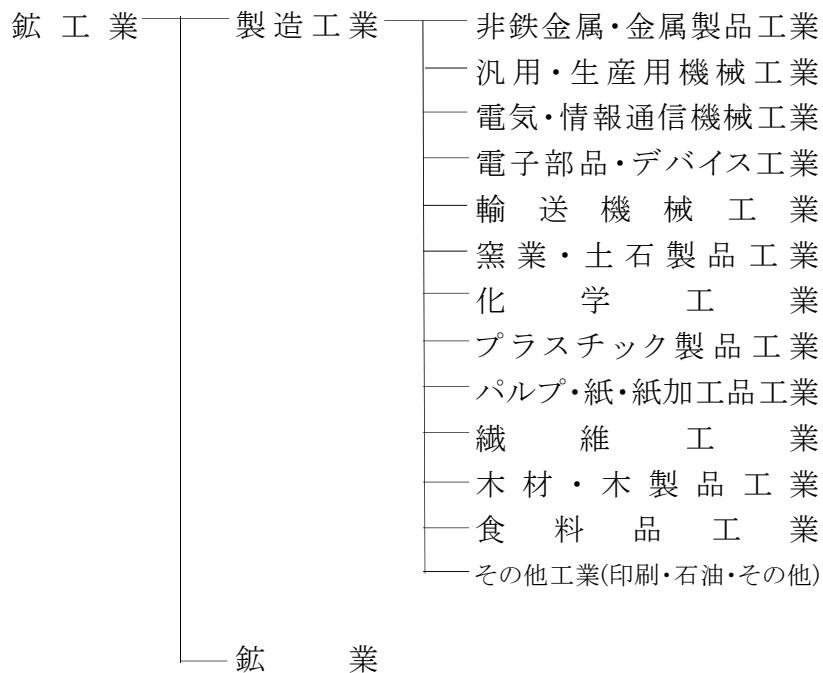 鉱工業 製造工業 非鉄金属・金属製品工業
汎用・生産用機械工業
電気・情報通信機械工業
電子部品・デバイス工業
輸送機械工業
窯業・土石製品工業
化学工業
プラスチック製品工業
パルプ・紙・紙加工品工業
繊維工業
木材・木製品工業
食料品工業
その他工業(印刷・石油・その他)
鉱業